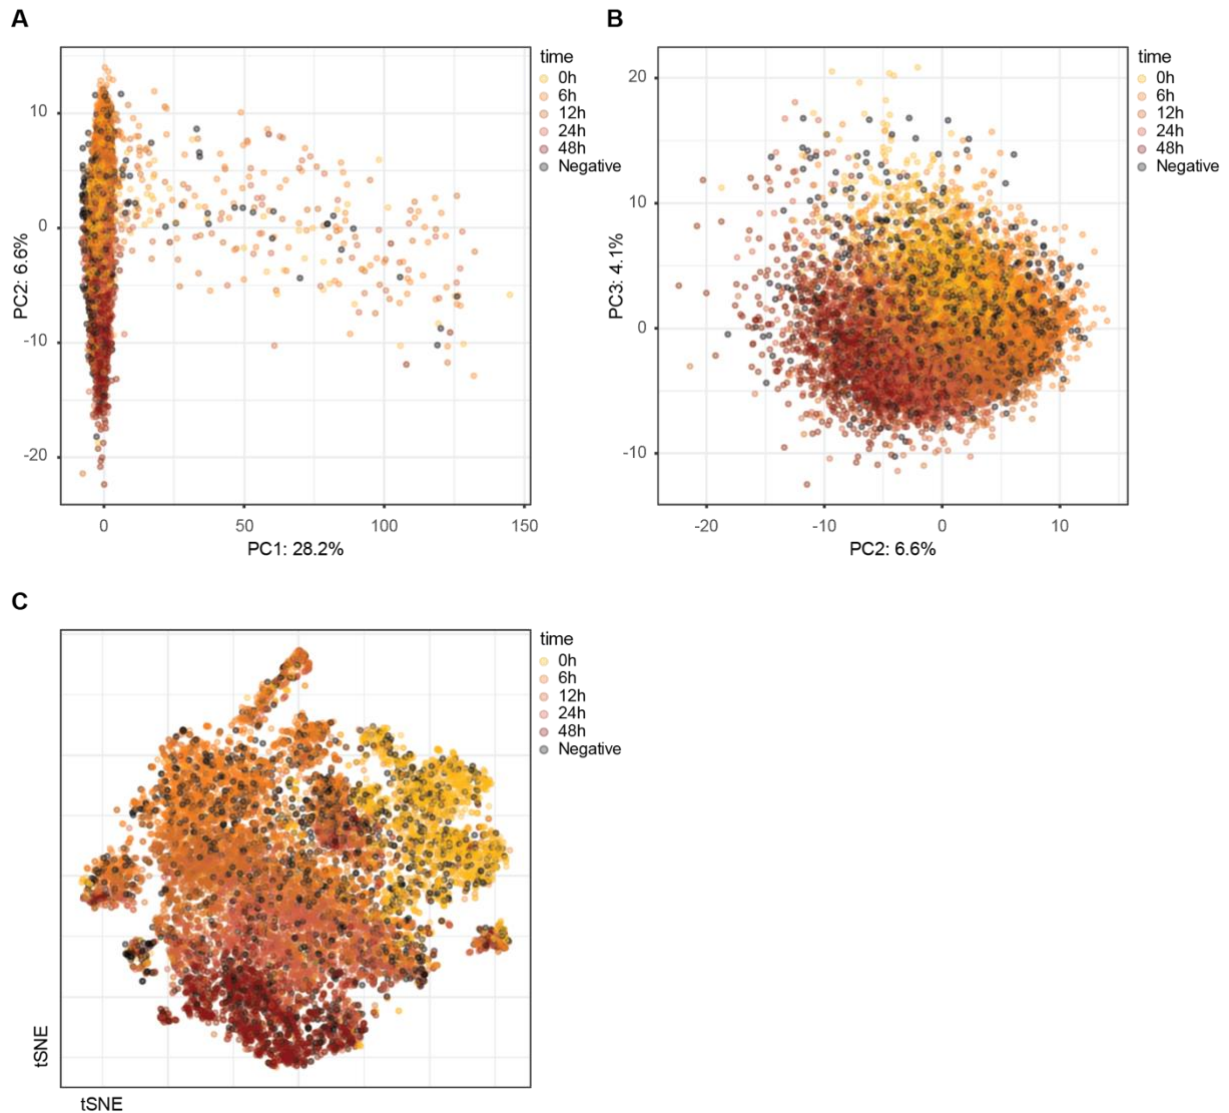 A
PC2: 6.6%
10
0
-10
-20
0
50
100
150
PC1: 28.2%
time
0h
6h
12h
24h
48h
Negative
B
PC3: 4.1%
20
10
0
-10
-20
-10
0
10
PC2: 6.6%
time
0h
6h
12h
24h
48h
Negative
C
tSNE
tSNE
time
0h
6h
12h
24h
48h
Negative